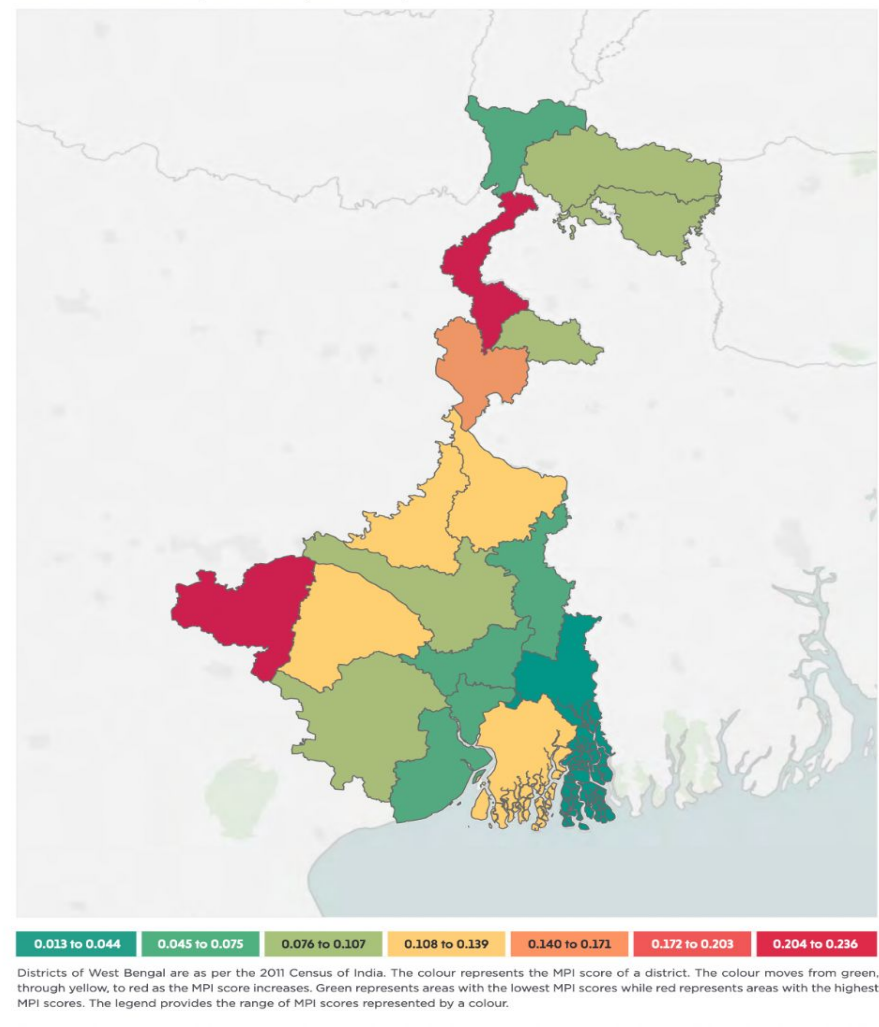 0.013 to 0.044 0.045 to 0.075 0.076 to 0.107 0.108 to 0.139 0.140 to 0.171 0.172 to 0.203 0.204 to 0.236
Districts of West Bengal are as per the 2011 Census of India. The colour represents the MPI score of a district. The colour moves from green,
through yellow, to red as the MPI score increases. Green represents areas with the lowest MPI scores while red represents areas with the highest
MPI scores. The legend provides the range of MPI scores represented by a colour.